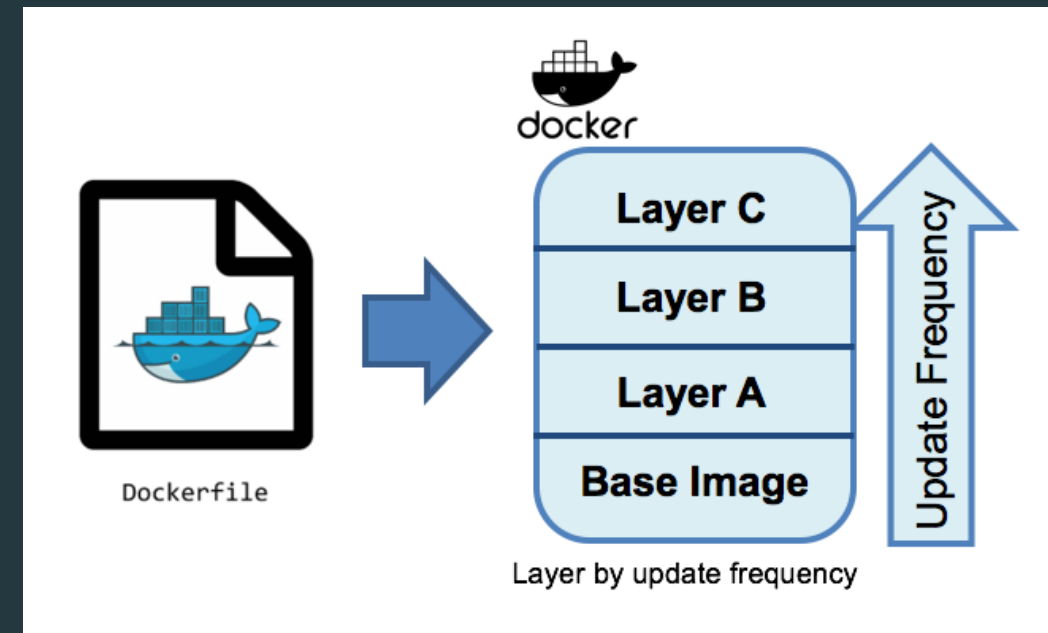 docker
Layer C
Layer B
Layer A
Base Image
Update Frequency
Dockerfile
Layer by update frequency